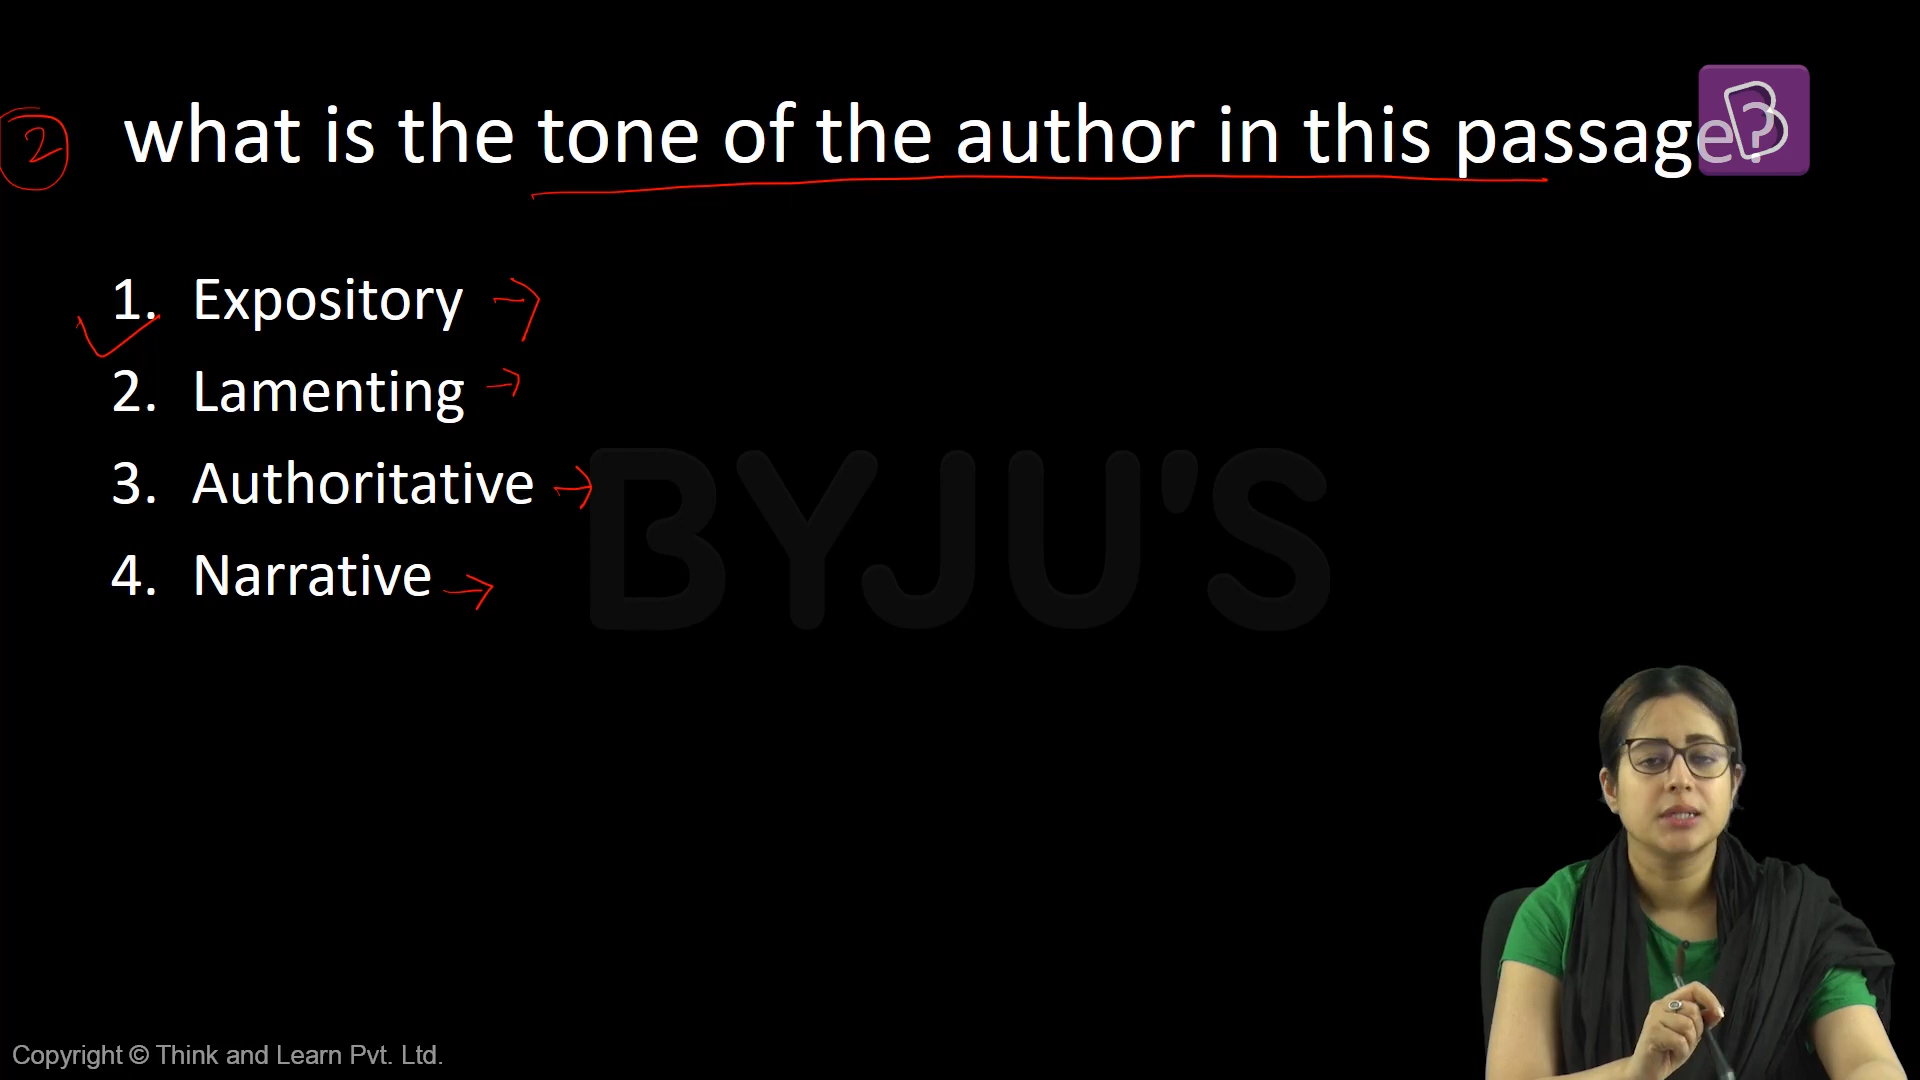 2 what is the tone of the author in this passage?
1. Expository
2. Lamenting
3. Authoritative
4. Narrative
BYJU'S
Copyright © Think and Learn Pvt. Ltd.